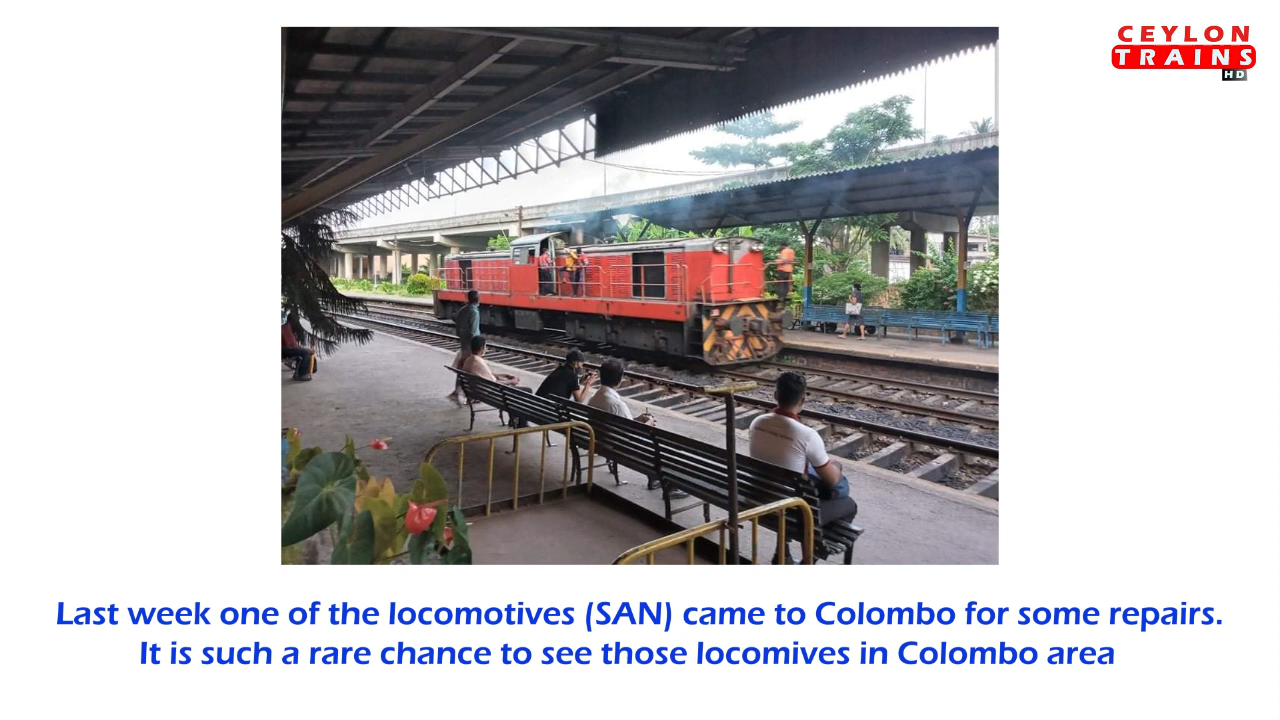 CEYLON
TRAINS
HD
Last week one of the locomotives (SAN) came to Colombo for some repairs.
It is such a rare chance to see those locomives in Colombo area